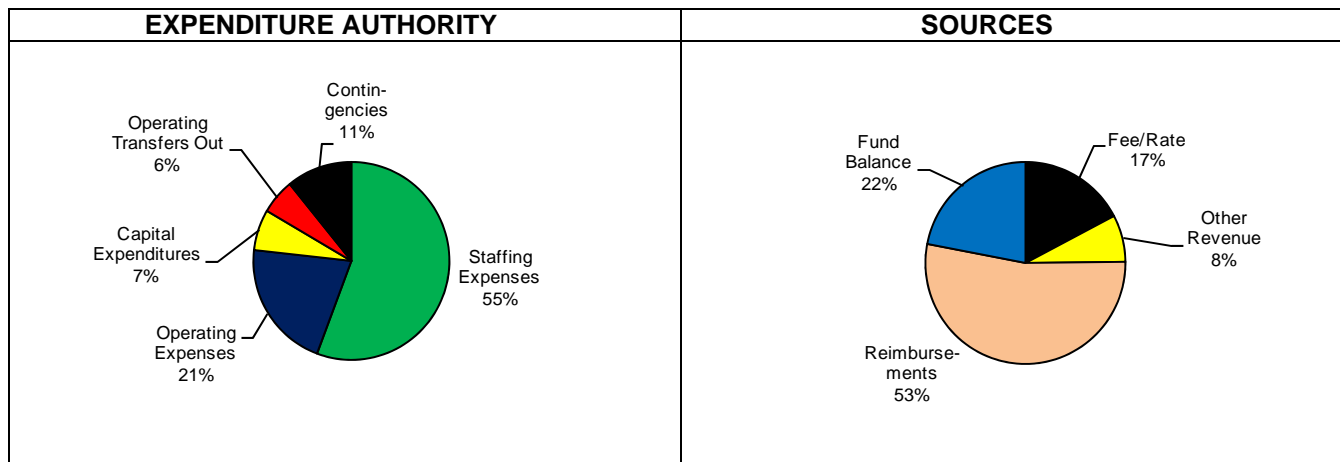 EXPENDITURE AUTHORITY
Contin-
gencies
11%
Operating
Transfers Out
6%
Capital
Expenditures
7%
Staffing
Expenses
55%
Operating
Expenses
21%
SOURCES
Fund
Balance
22%
Fee/Rate
17%
Other
Revenue
8%
Reimburse-
ments
53%